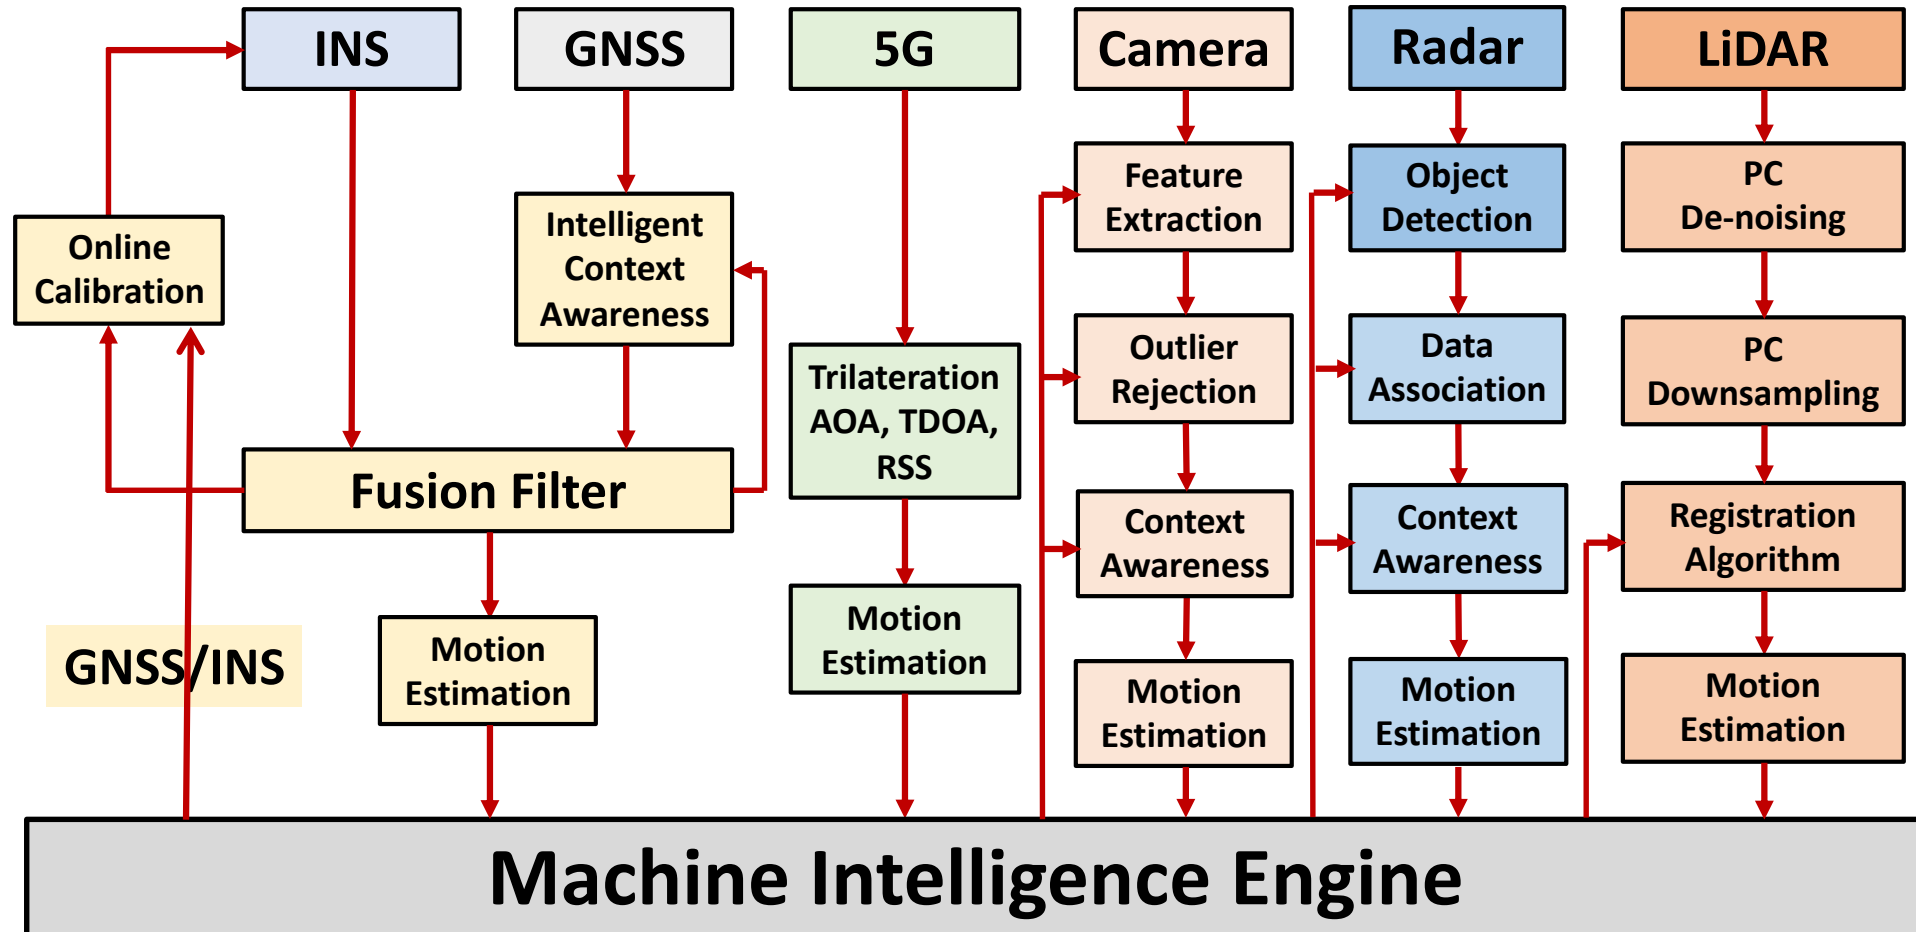 INS
GNSS
5G
Camera
Radar
LiDAR
Online
Calibration
Intelligent
Context
Awareness
Fusion Filter
GNSS/INS
Motion
Estimation
Trilateration
AOA, TDOA,
RSS
Motion
Estimation
Feature
Extraction
Outlier
Rejection
Context
Awareness
Motion
Estimation
Object
Detection
Data
Association
Context
Awareness
Motion
Estimation
PC
De-noising
PC
Downsampling
Registration
Algorithm
Motion
Estimation
Machine Intelligence Engine